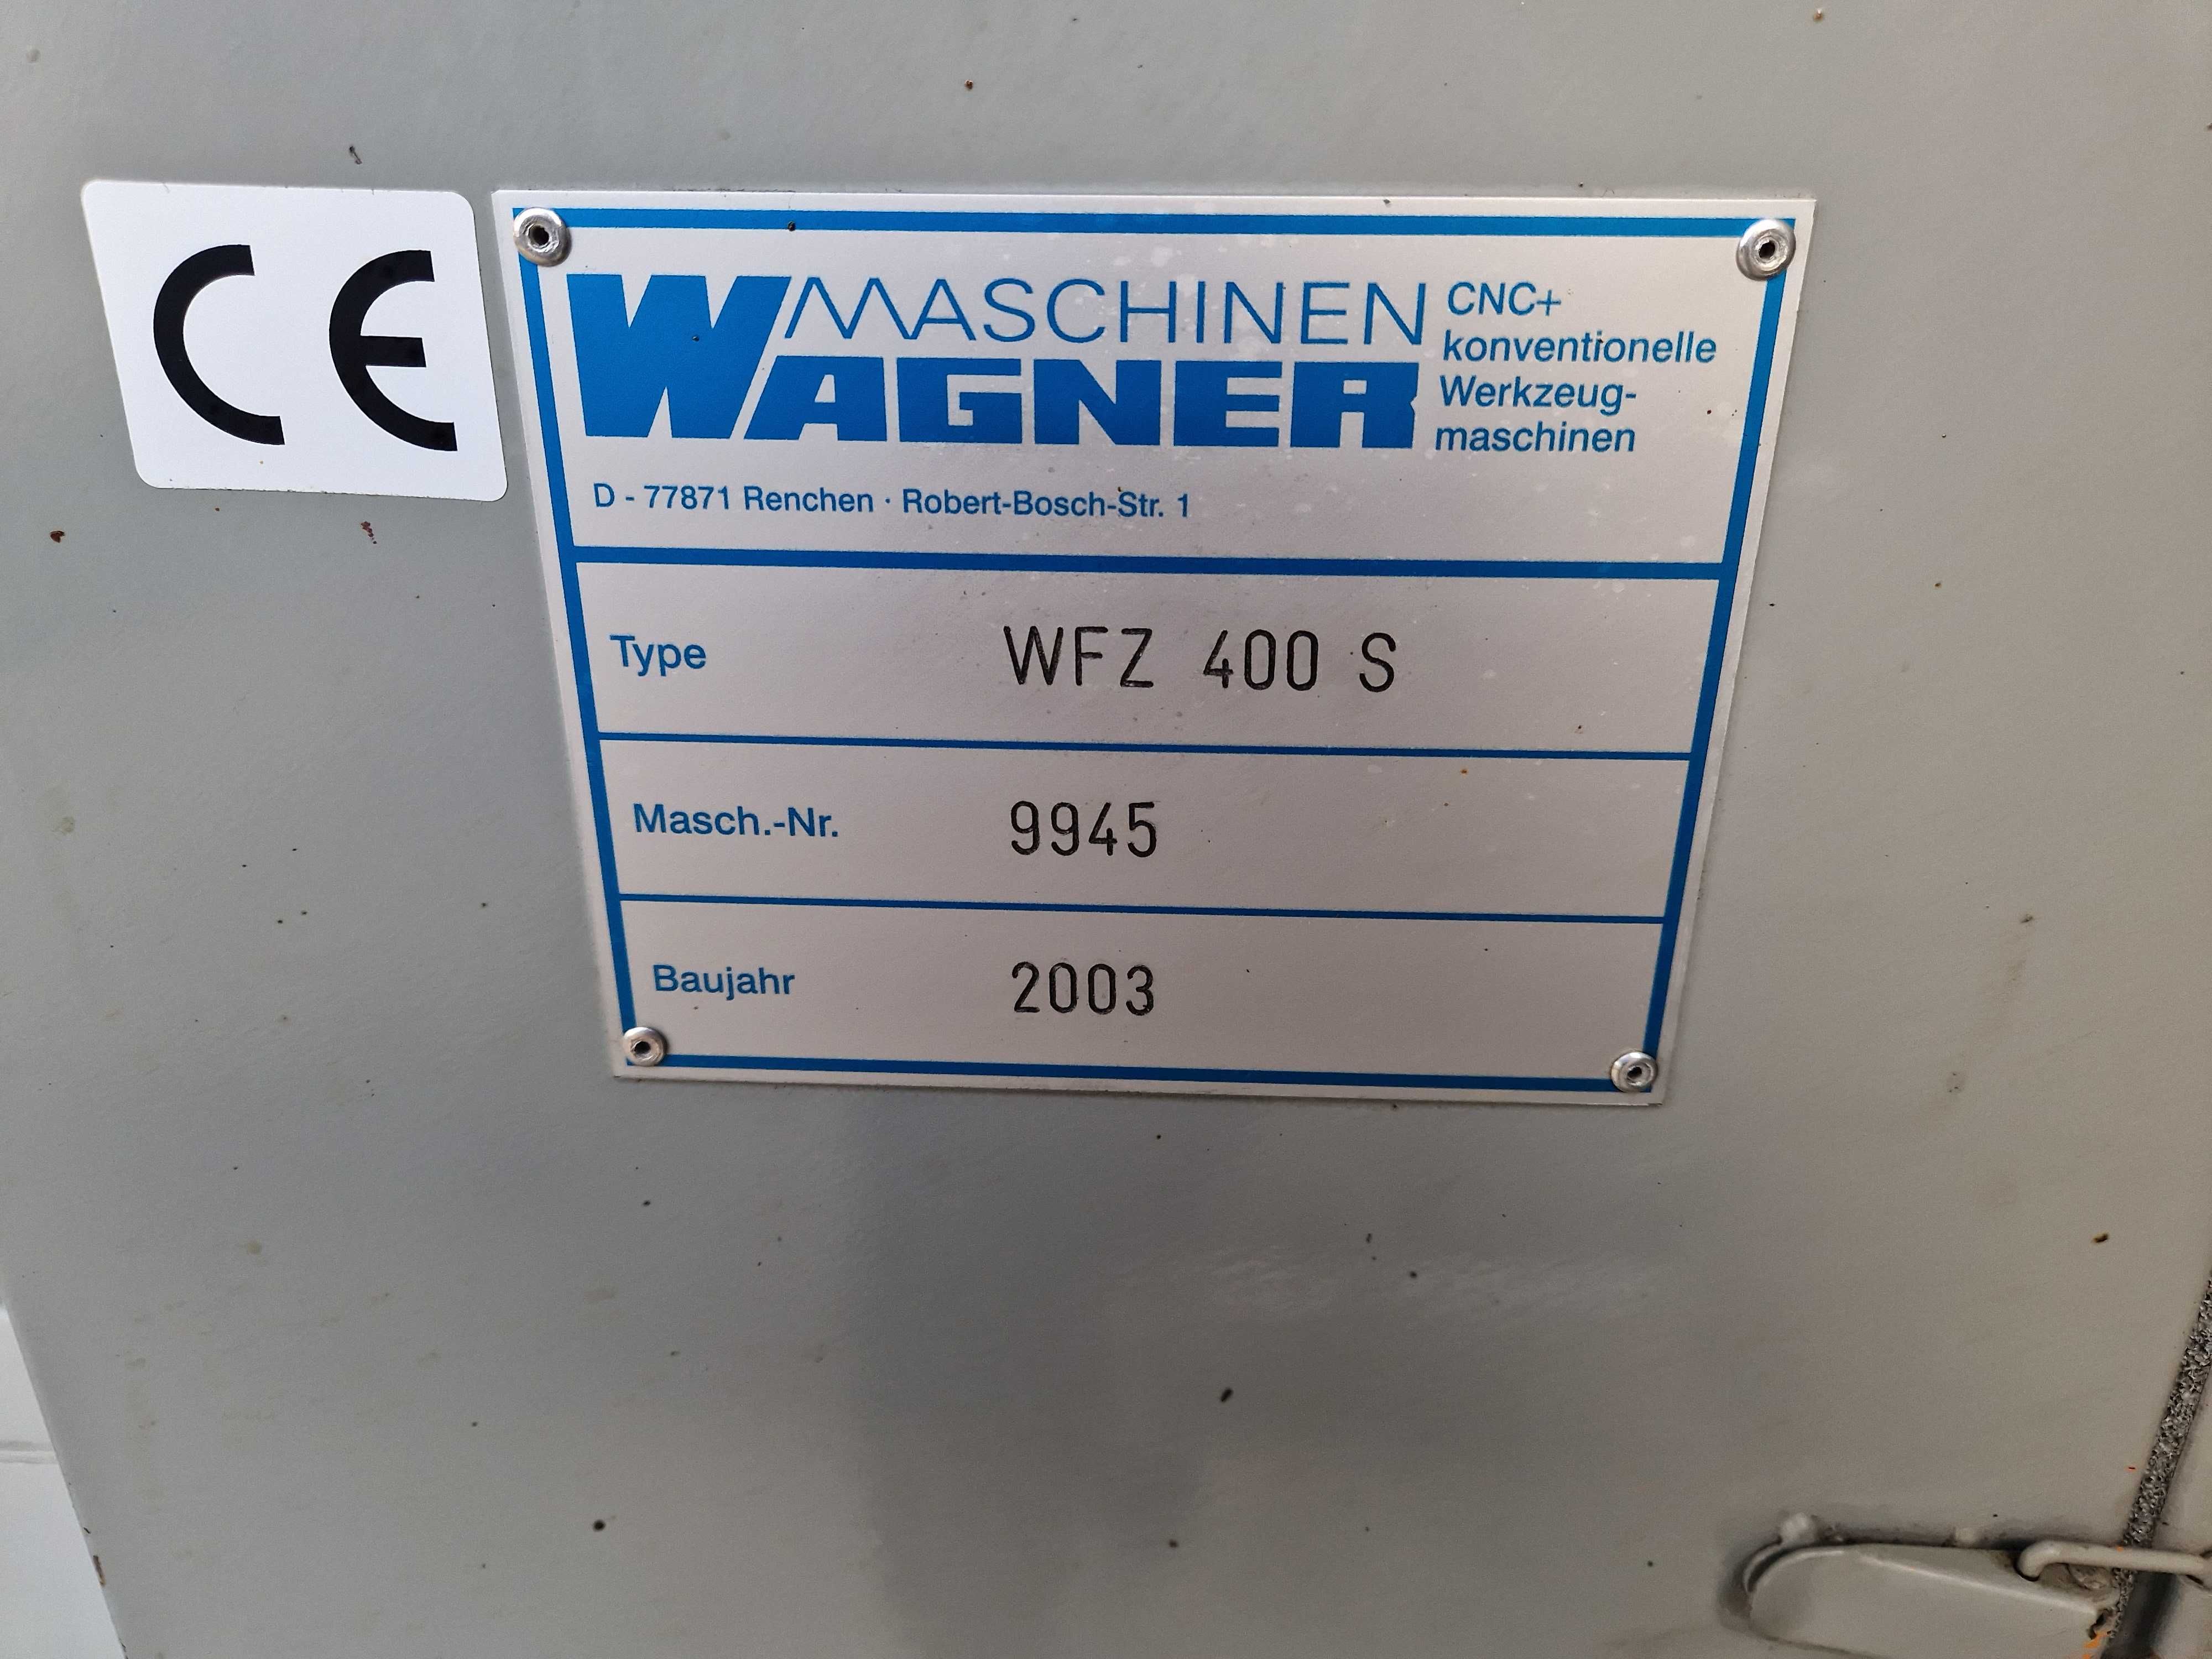 CE
MASCHINEN
WAGNER
CNC+
konventionelle
Werkzeug-
maschinen
D - 77871 Renchen · Robert-Bosch-Str. 1
Type WFZ 400 S
Masch.-Nr. 9945
Baujahr 2003